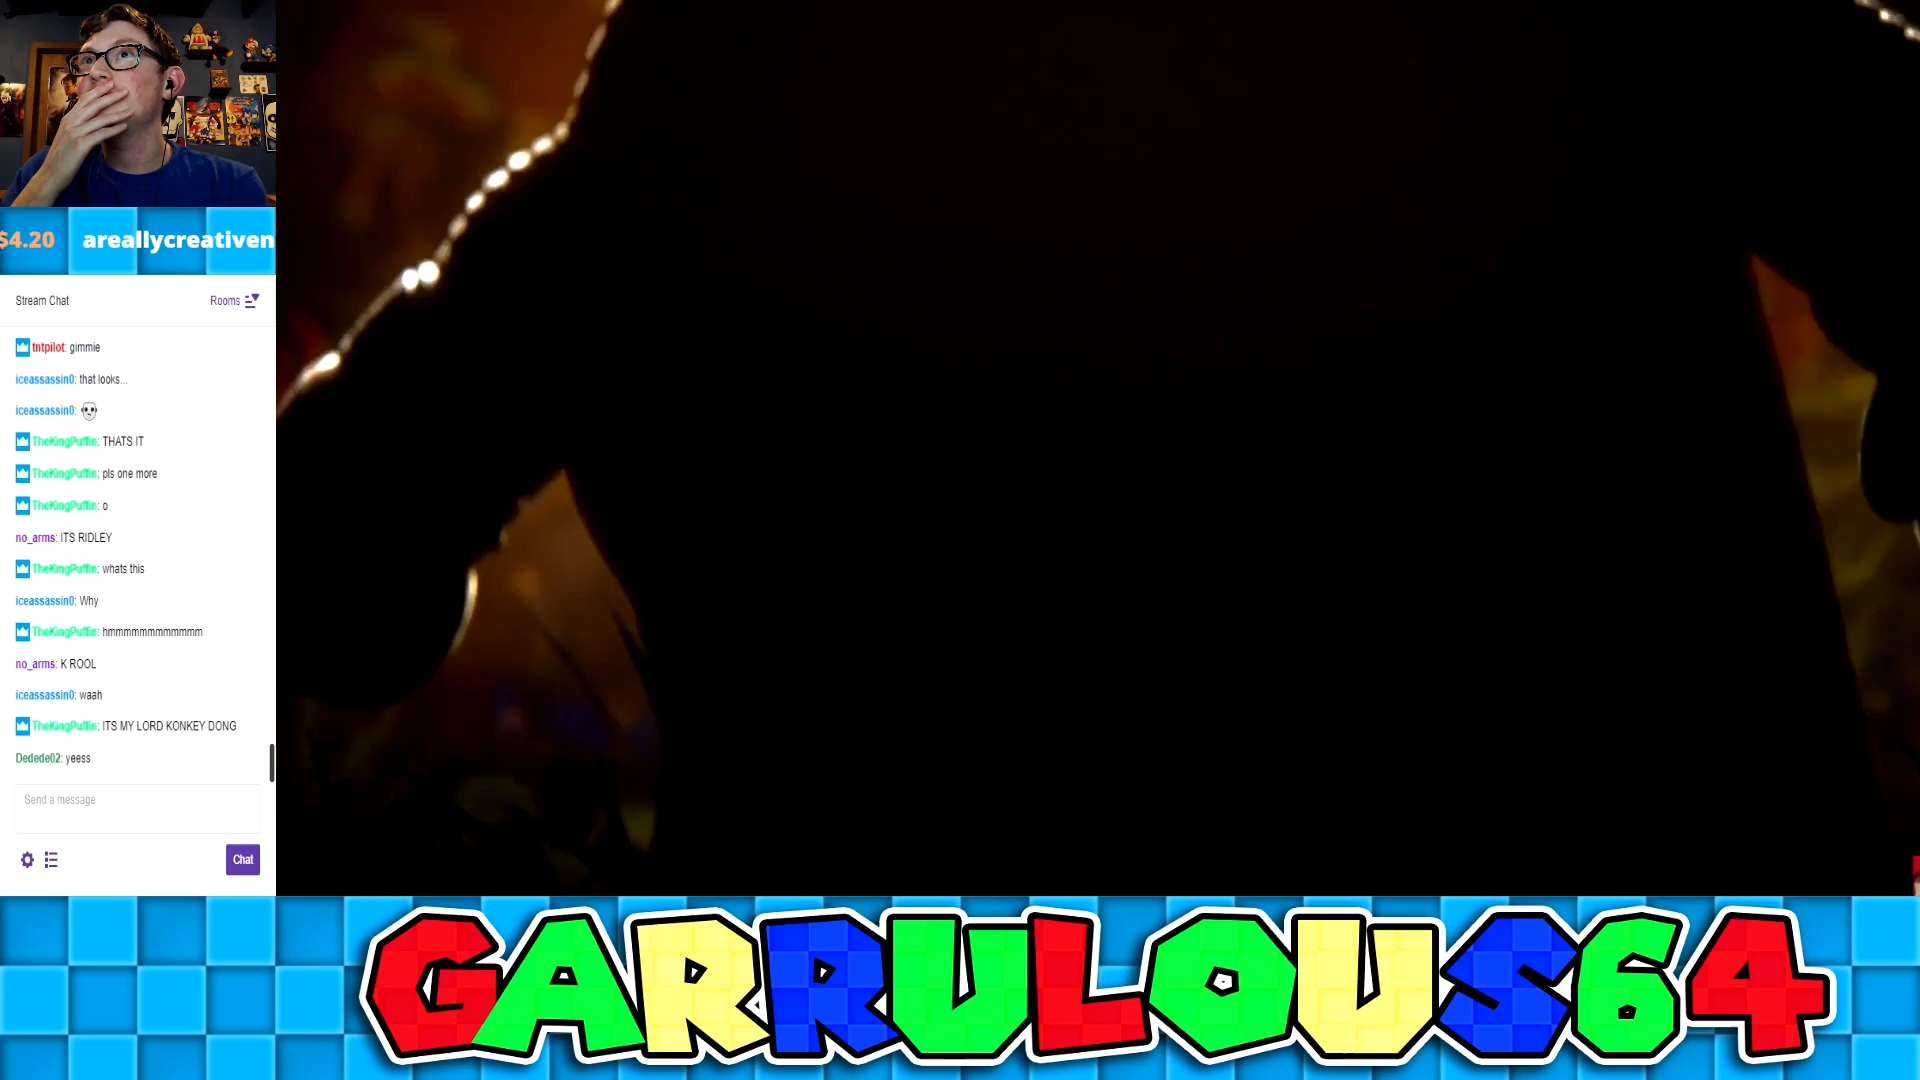 $4.20 areallycreativen
Stream Chat Rooms
tntpilot: gimmie
iceassassin0: that looks...
iceassassin0:
TheKingPuffin: THATS IT
TheKingPuffin: pls one more
TheKingPuffin: o
no_arms: ITS RIDLEY
TheKingPuffin: whats this
iceassassin0: Why
TheKingPuffin: hmmmmmmmmmmmm
no_arms: K ROOL
iceassassin0: waah
TheKingPuffin: ITS MY LORD KONKEY DONG
Dedede02: yeess
Send a message
Chat
GARRULOUS64